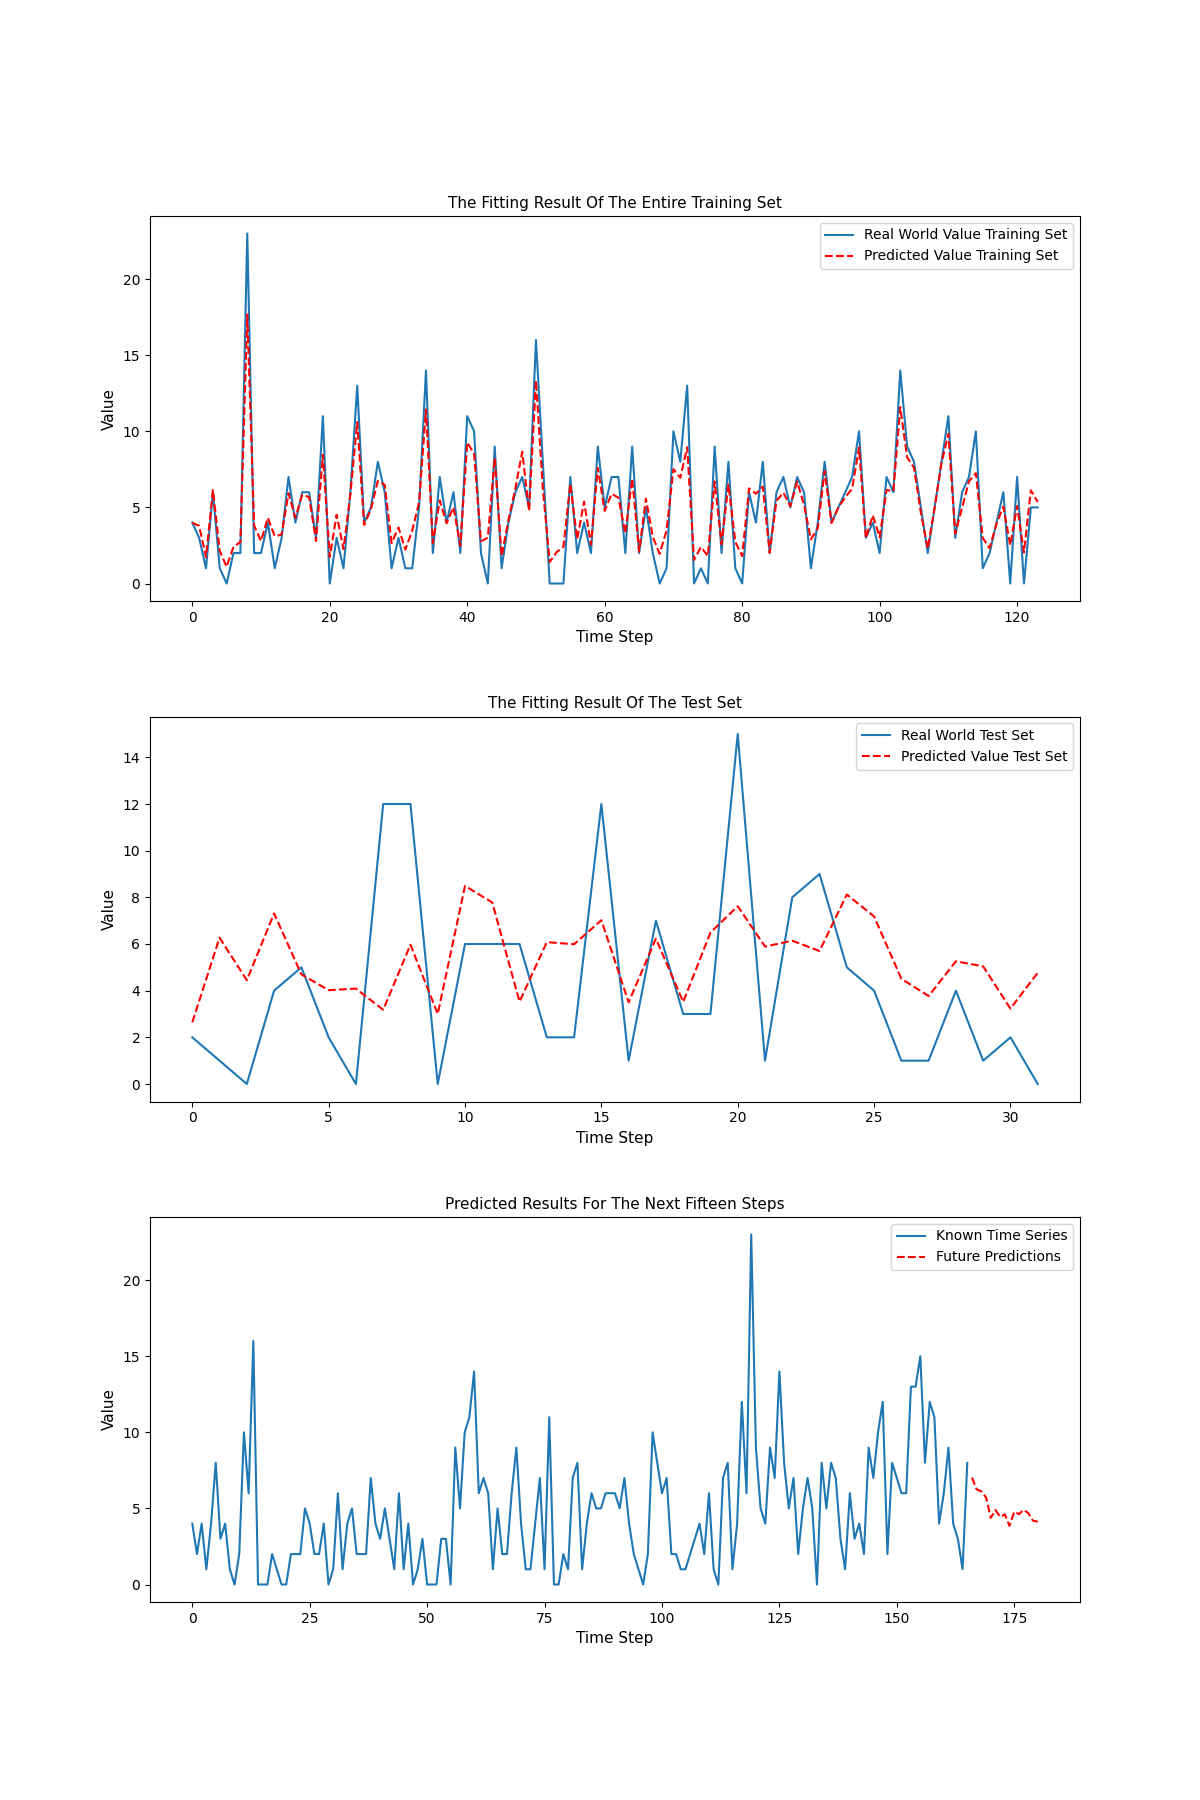 The Fitting Result Of The Entire Training Set
Real World Value Training Set
Predicted Value Training Set
20
15
10
5
0
Value
0 20 40 60 80 100 120
Time Step
The Fitting Result Of The Test Set
Real World Test Set
Predicted Value Test Set
14
12
10
8
6
4
2
0
Value
0 5 10 15 20 25 30
Time Step
Predicted Results For The Next Fifteen Steps
Known Time Series
Future Predictions
20
15
10
5
0
Value
0 25 50 75 100 125 150 175
Time Step